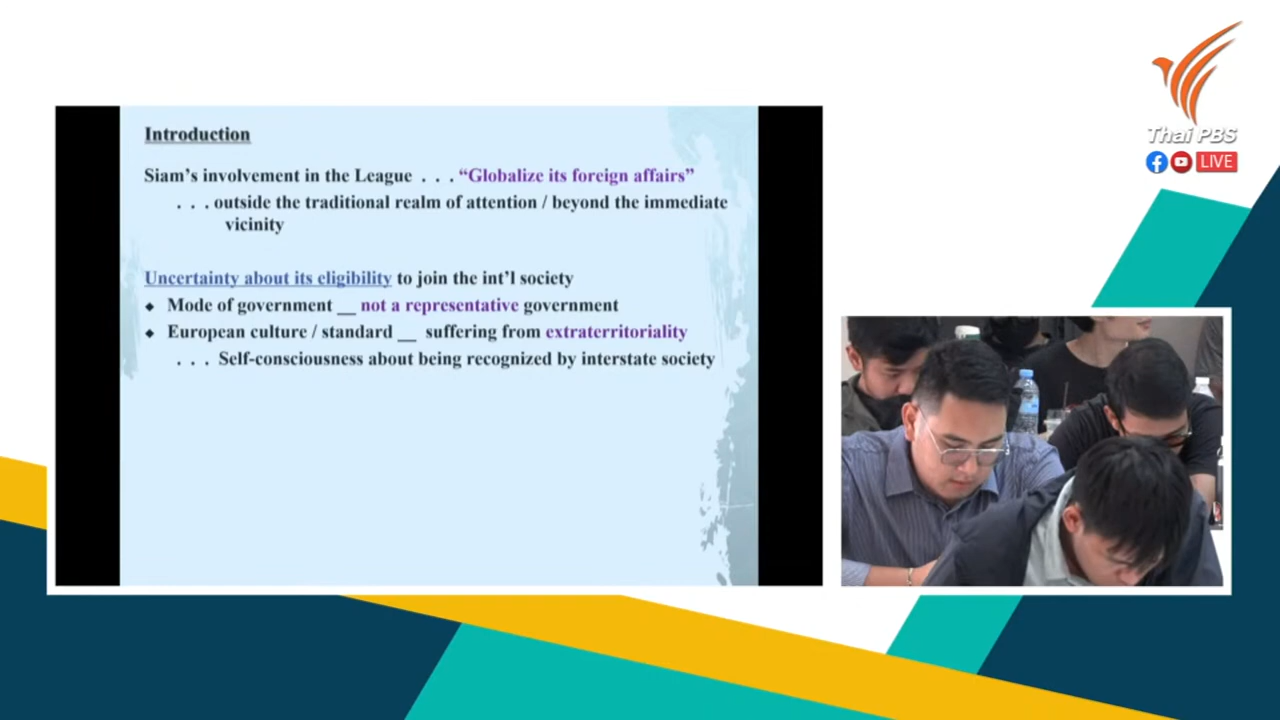 Introduction
Siam's involvement in the League . . . “Globalize its foreign affairs”
. . . outside the traditional realm of attention / beyond the immediate
vicinity
Uncertainty about its eligibility to join the int'l society
◆ Mode of government __ not a representative government
◆ European culture / standard __ suffering from extraterritoriality
. . . Self-consciousness about being recognized by interstate society
Thai PBS
LIVE